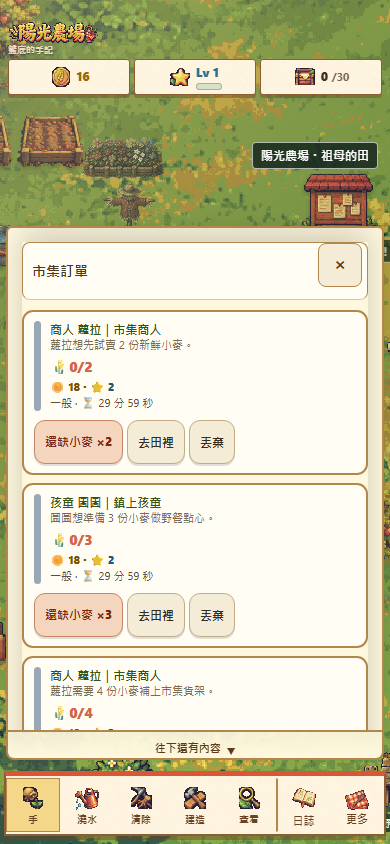 陽光農場
籃底的手記
16
Lv 1
0 /30
陽光農場・祖母的田
市集訂單
×
商人 蘿拉 | 市集商人
蘿拉想先試賣 2 份新鮮小麥。
0/2
18 · 2
一般 · 29 分 59 秒
還缺小麥 ×2
去田裡
丟棄
孩童 圓圓 | 鎮上孩童
圓圓想準備 3 份小麥做野餐點心。
0/3
18 · 2
一般 · 29 分 59 秒
還缺小麥 ×3
去田裡
丟棄
商人 蘿拉 | 市集商人
蘿拉需要 4 份小麥補上市集貨架。
0/4
往下還有內容 ▼
手
澆水
清除
建造
查看
日誌
更多